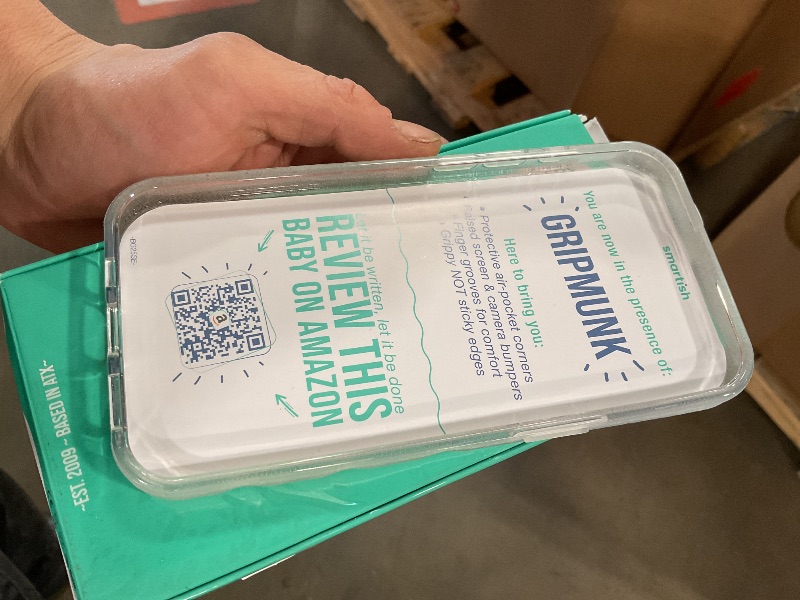 smartish
You are now in the presence of:
GRIPMUNK
Here to bring you:
• Protective air-pocket corners
raised screen & camera bumpers
Finger grooves for comfort
• Grippy NOT sticky edges
Let it be written, let it be done
REVIEW THIS
BABY ON AMAZON
a
~EST. 2009 ~ BASED IN ATX~